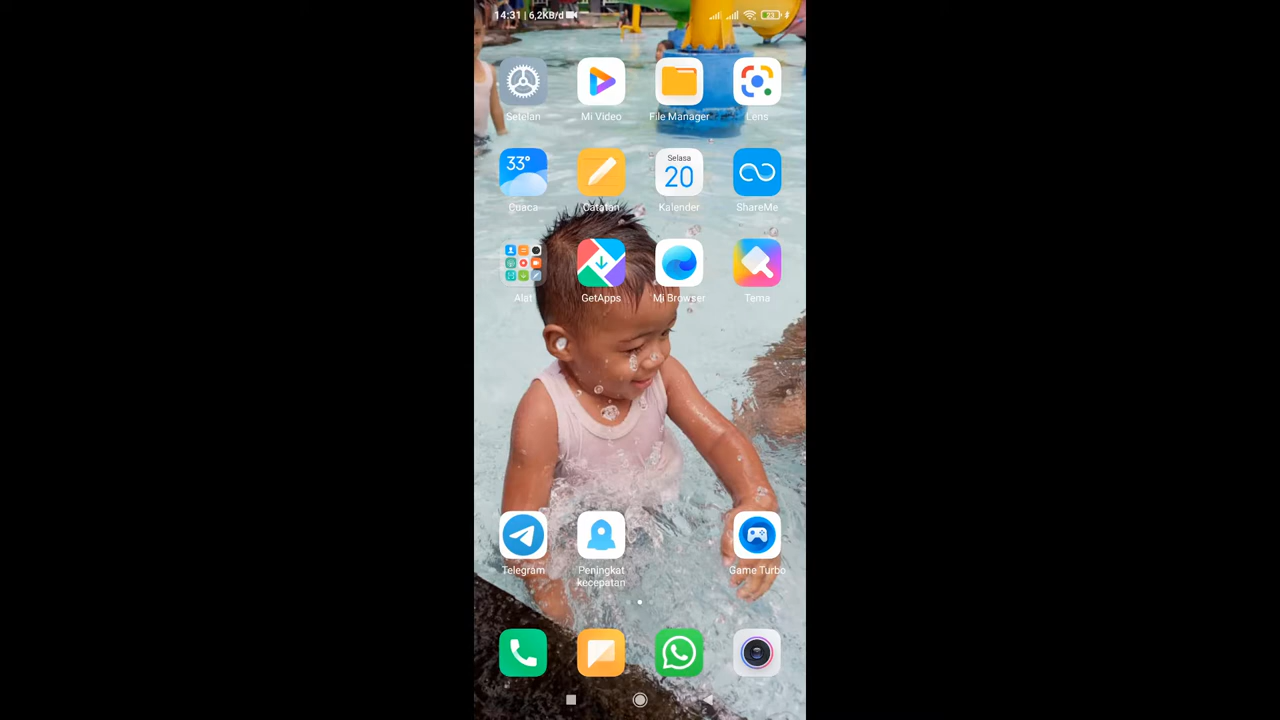 14:31 | 6,2KB/d
23
Setelan
Mi Video
File Manager
Lens
33°
Selasa
20
Cuaca
Catatan
Kalender
ShareMe
Alat
GetApps
Mi Browser
Tema
Telegram
Peningkat
kecepatan
Game Turbo